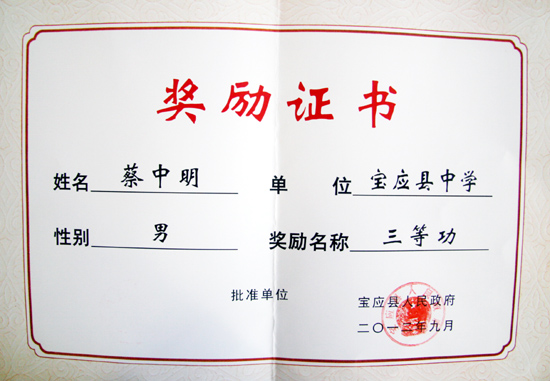 奖励证书
姓名 蔡中明 单位 宝应县中学
性别 男 奖励名称 三等功
批准单位 宝应县人民政府
二〇一三年九月